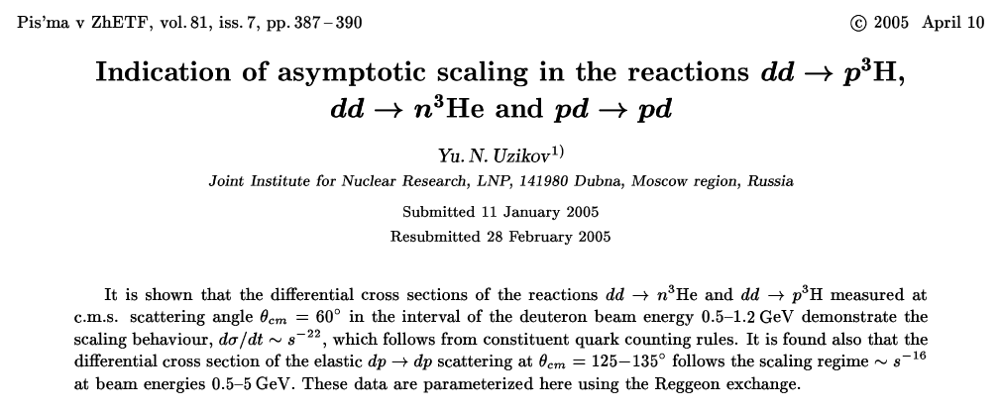 Pis'ma v ZhETF, vol. 81, iss. 7, pp. 387 – 390 © 2005 April 10
Indication of asymptotic scaling in the reactions dd → p³H,
dd → n³He and pd → pd
Yu. N. Uzikov¹⁾
Joint Institute for Nuclear Research, LNP, 141980 Dubna, Moscow region, Russia
Submitted 11 January 2005
Resubmitted 28 February 2005
It is shown that the differential cross sections of the reactions dd → n³He and dd → p³H measured at
c.m.s. scattering angle θcm = 60° in the interval of the deuteron beam energy 0.5–1.2 GeV demonstrate the
scaling behaviour, dσ/dt ∼ s⁻²², which follows from constituent quark counting rules. It is found also that the
differential cross section of the elastic dp → dp scattering at θcm = 125–135° follows the scaling regime ∼ s⁻¹⁶
at beam energies 0.5–5 GeV. These data are parameterized here using the Reggeon exchange.